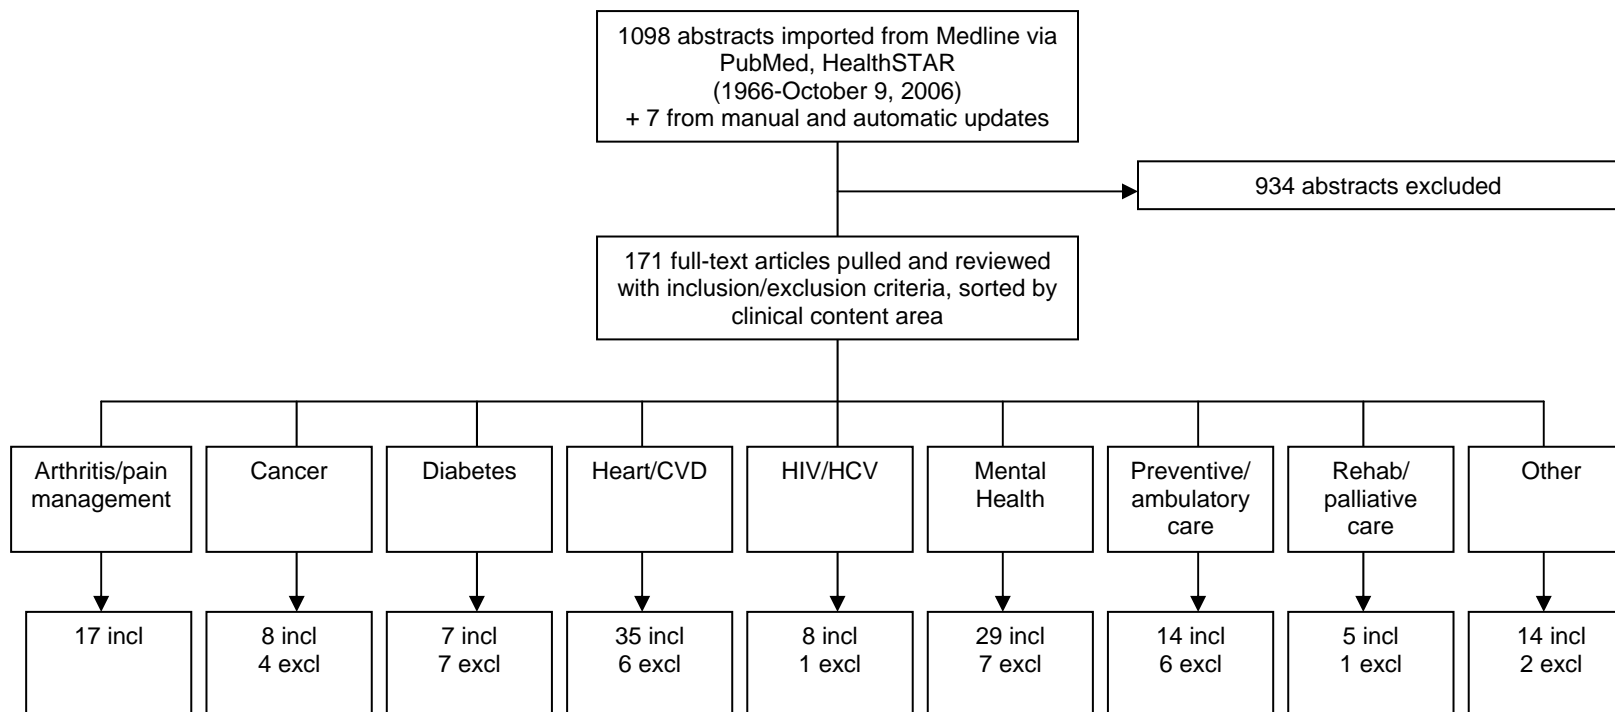 1098 abstracts imported from Medline via
PubMed, HealthSTAR
(1966-October 9, 2006)
+ 7 from manual and automatic updates
934 abstracts excluded
171 full-text articles pulled and reviewed
with inclusion/exclusion criteria, sorted by
clinical content area
Arthritis/pain
management
Cancer
Diabetes
Heart/CVD
HIV/HCV
Mental
Health
Preventive/
ambulatory
care
Rehab/
palliative
care
Other
17 incl
8 incl
4 excl
7 incl
7 excl
35 incl
6 excl
8 incl
1 excl
29 incl
7 excl
14 incl
6 excl
5 incl
1 excl
14 incl
2 excl